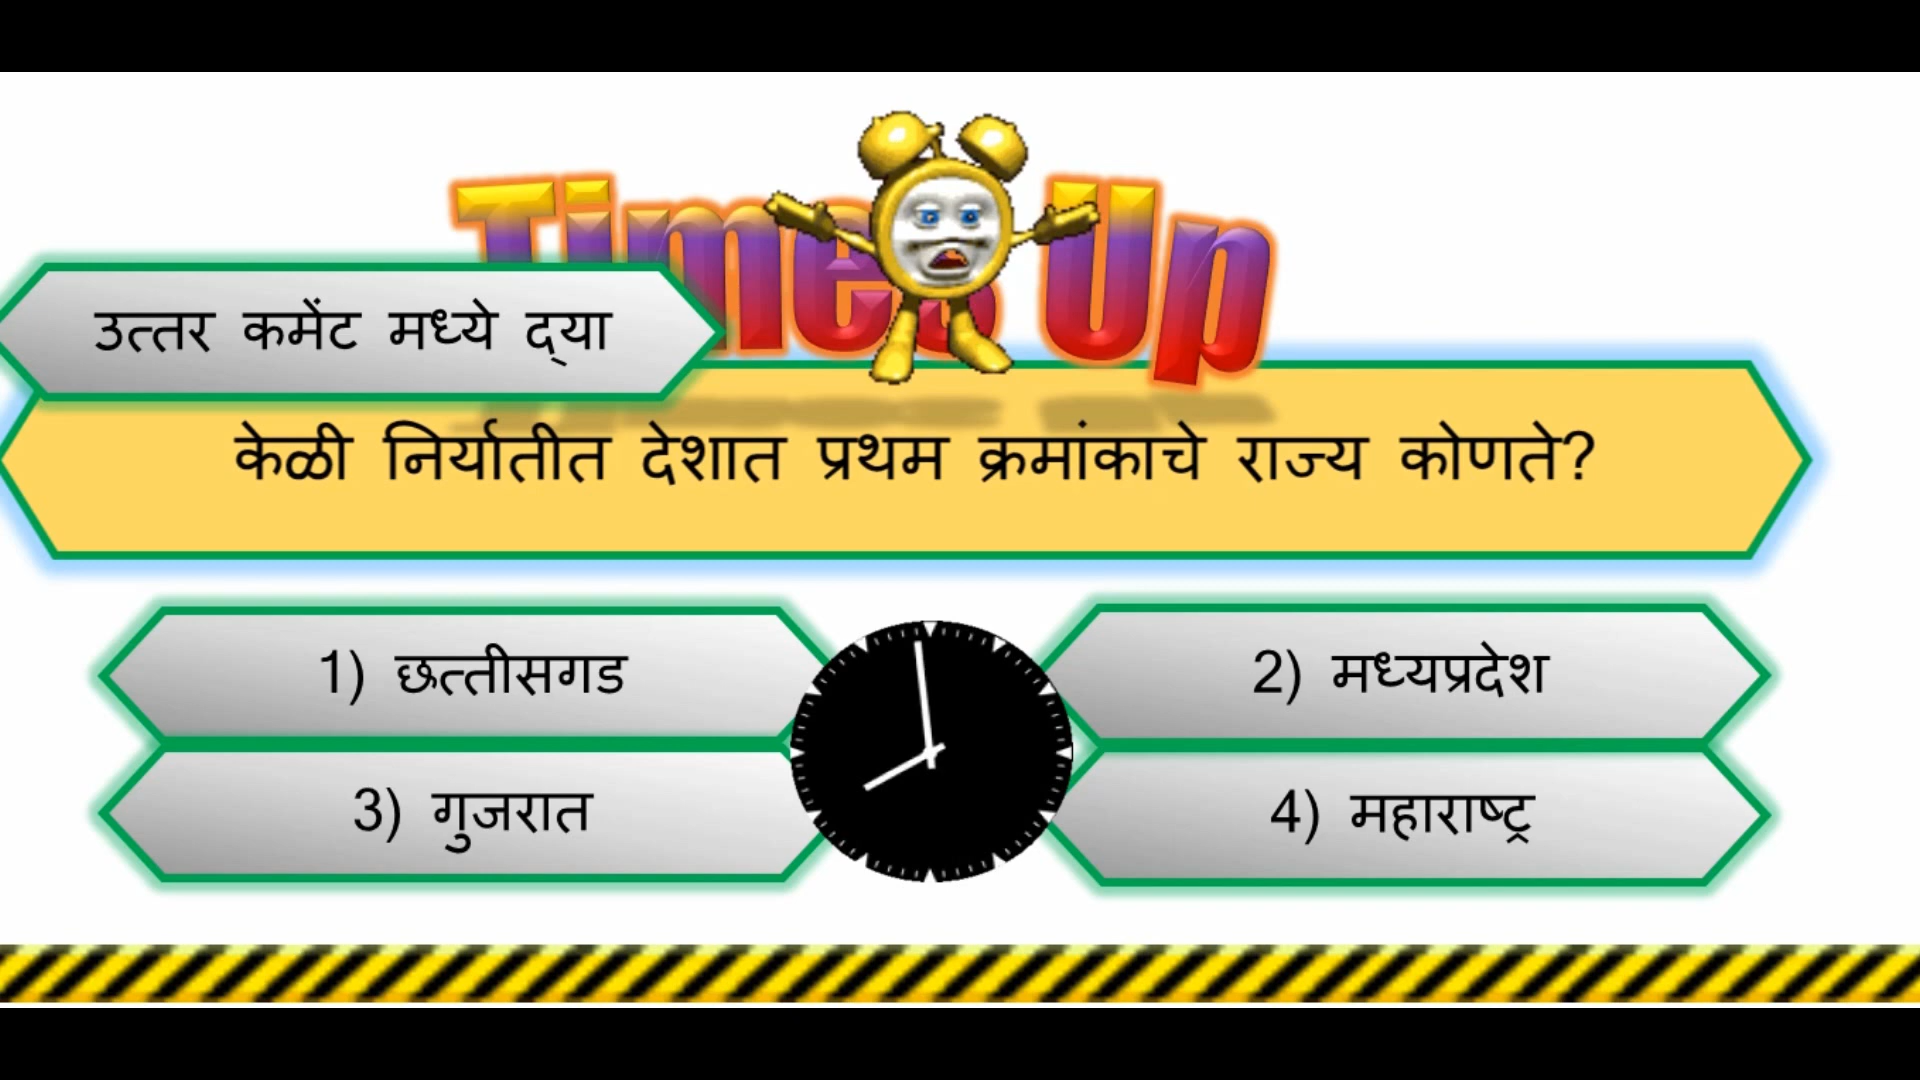 Times Up
उत्तर कमेंट मध्ये द्‌या
केळी निर्यातीत देशात प्रथम क्रमांकाचे राज्य कोणते?
1) छत्तीसगड
2) मध्यप्रदेश
3) गुजरात
4) महाराष्ट्र